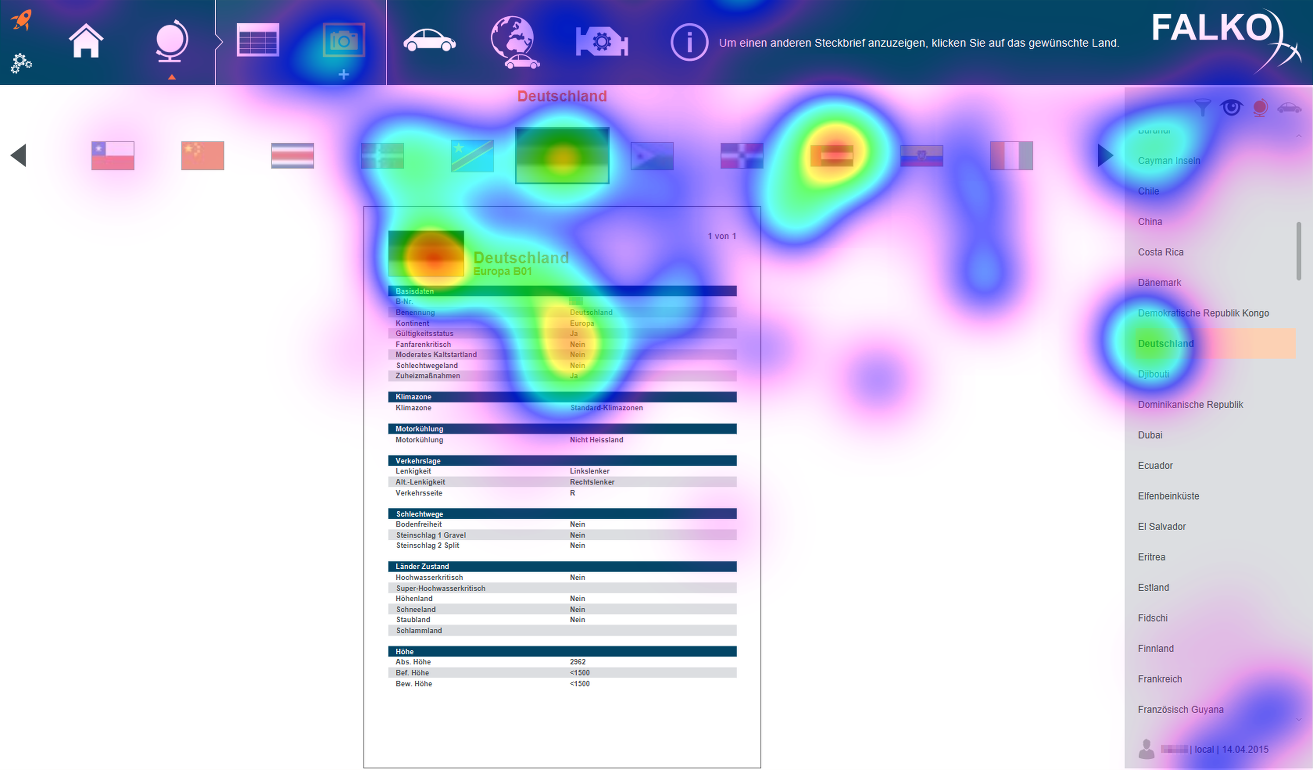 Um einen anderen Steckbrief anzuzeigen, klicken Sie auf das gewünschte Land.
FALKO
Deutschland
1 von 1
Deutschland
Europa B01
Basisdaten
B-Nr.
Benennung Deutschland
Kontinent Europa
Gültigkeitsstatus Ja
Fanfarenkritisch Nein
Moderates Kaltstartland Nein
Schlechtwegeland Nein
Zuheizmaßnahmen Ja
Klimazone
Klimazone Standard-Klimazonen
Motorkühlung
Motorkühlung Nicht Heissland
Verkehrslage
Lenkigkeit Linkslenker
Alt.-Lenkigkeit Rechtslenker
Verkehrsseite R
Schlechtwege
Bodenfreiheit Nein
Steinschlag 1 Gravel Nein
Steinschlag 2 Split Nein
Länder Zustand
Hochwasserkritisch Nein
Super-Hochwasserkritisch
Höhenland Nein
Schneeland Nein
Staubland Nein
Schlammland
Höhe
Abs. Höhe 2962
Bef. Höhe <1500
Bew. Höhe <1500
Burundi
Cayman Inseln
Chile
China
Costa Rica
Dänemark
Demokratische Republik Kongo
Deutschland
Djibouti
Dominikanische Republik
Dubai
Ecuador
Elfenbeinküste
El Salvador
Eritrea
Estland
Fidschi
Finnland
Frankreich
Französisch Guyana
| local | 14.04.2015